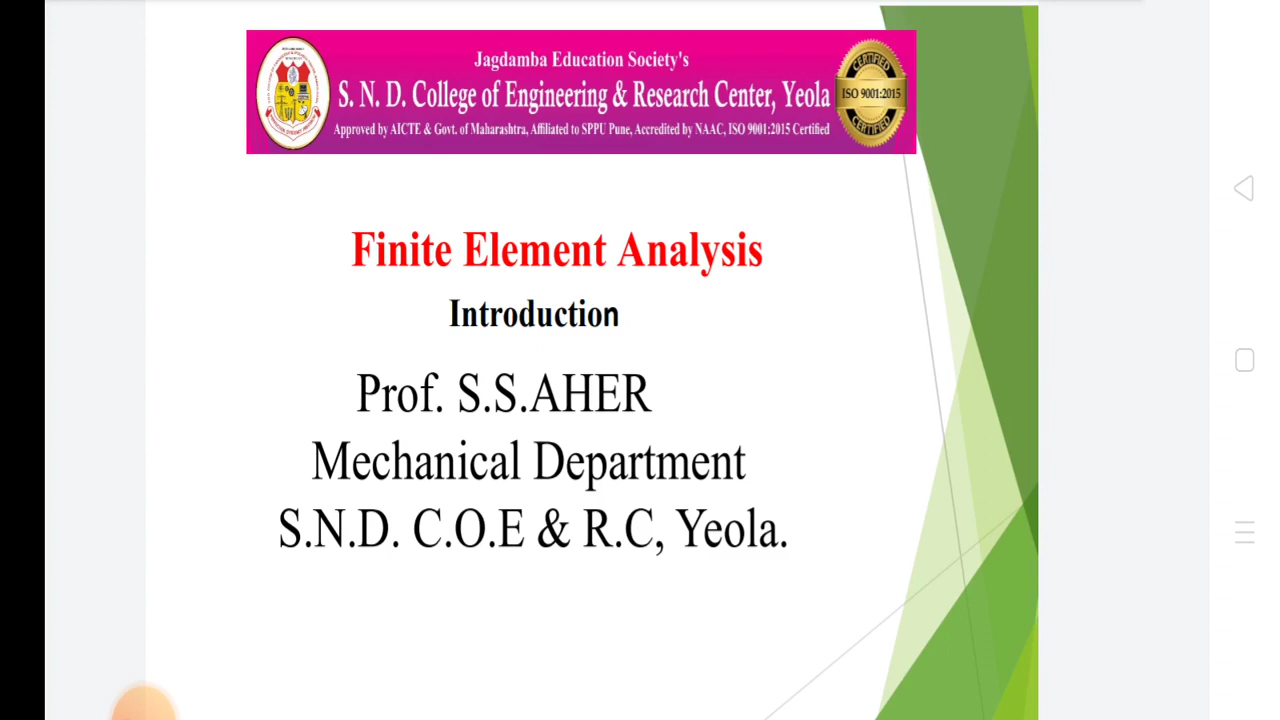 Jagdamba Education Society's
S. N. D. College of Engineering & Research Center, Yeola
Approved by AICTE & Govt. of Maharashtra, Affiliated to SPPU Pune, Accredited by NAAC, ISO 9001:2015 Certified
CERTIFIED
ISO 9001:2015
CERTIFIED
Finite Element Analysis
Introduction
Prof. S.S.AHER
Mechanical Department
S.N.D. C.O.E & R.C, Yeola.